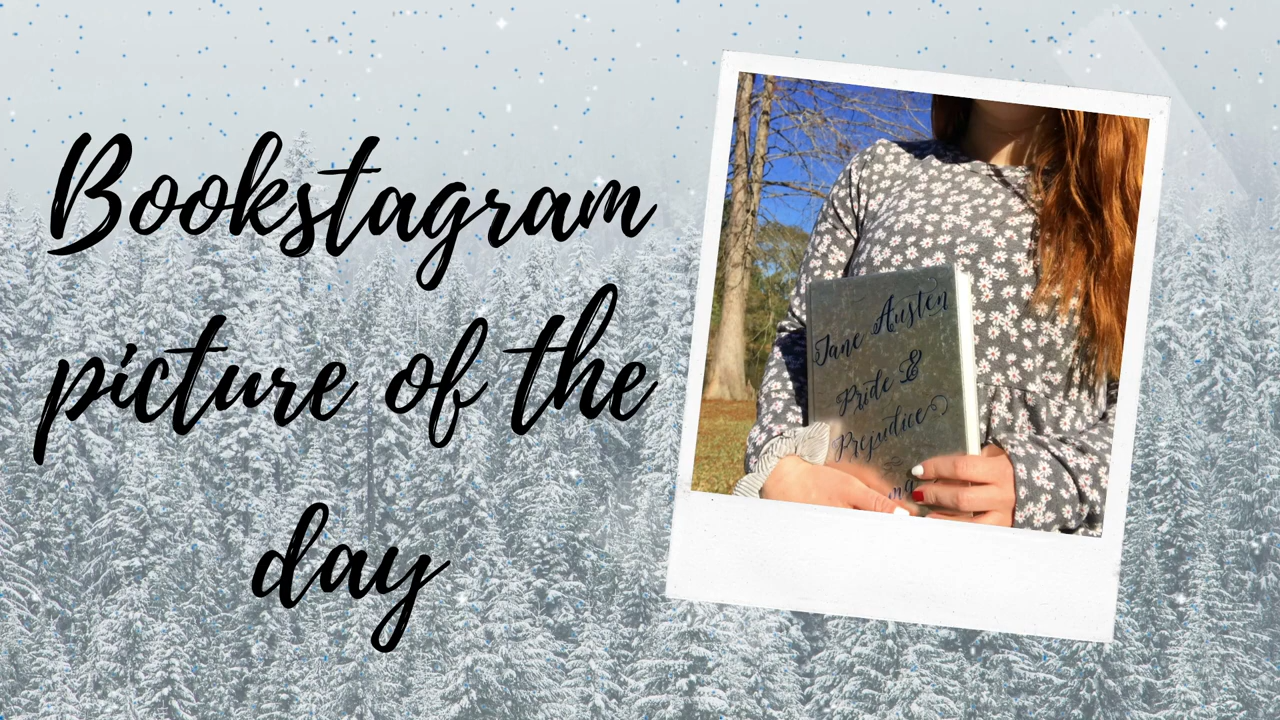 Bookstagram
picture of the
day
Jane Austen
Pride &
Prejudice